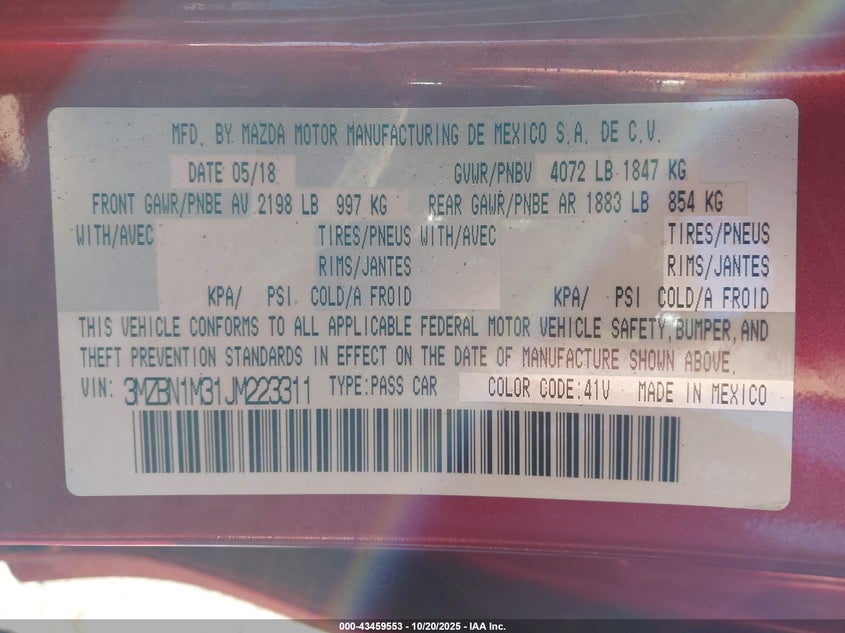 MFD. BY MAZDA MOTOR MANUFACTURING DE MEXICO S.A. DE C.V.
DATE 05/18 GVWR/PNBV 4072 LB 1847 KG
FRONT GAWR/PNBE AV 2198 LB 997 KG REAR GAWR/PNBE AR 1883 LB 854 KG
WITH/AVEC TIRES/PNEUS WITH/AVEC TIRES/PNEUS
RIMS/JANTES RIMS/JANTES
KPA/ PSI COLD/A FROID KPA/ PSI COLD/A FROID
THIS VEHICLE CONFORMS TO ALL APPLICABLE FEDERAL MOTOR VEHICLE SAFETY, BUMPER, AND
THEFT PREVENTION STANDARDS IN EFFECT ON THE DATE OF MANUFACTURE SHOWN ABOVE.
VIN: 3MZBN1M31JM223311 TYPE:PASS CAR COLOR CODE:41V MADE IN MEXICO
000-43459553 - 10/20/2025 - IAA Inc.